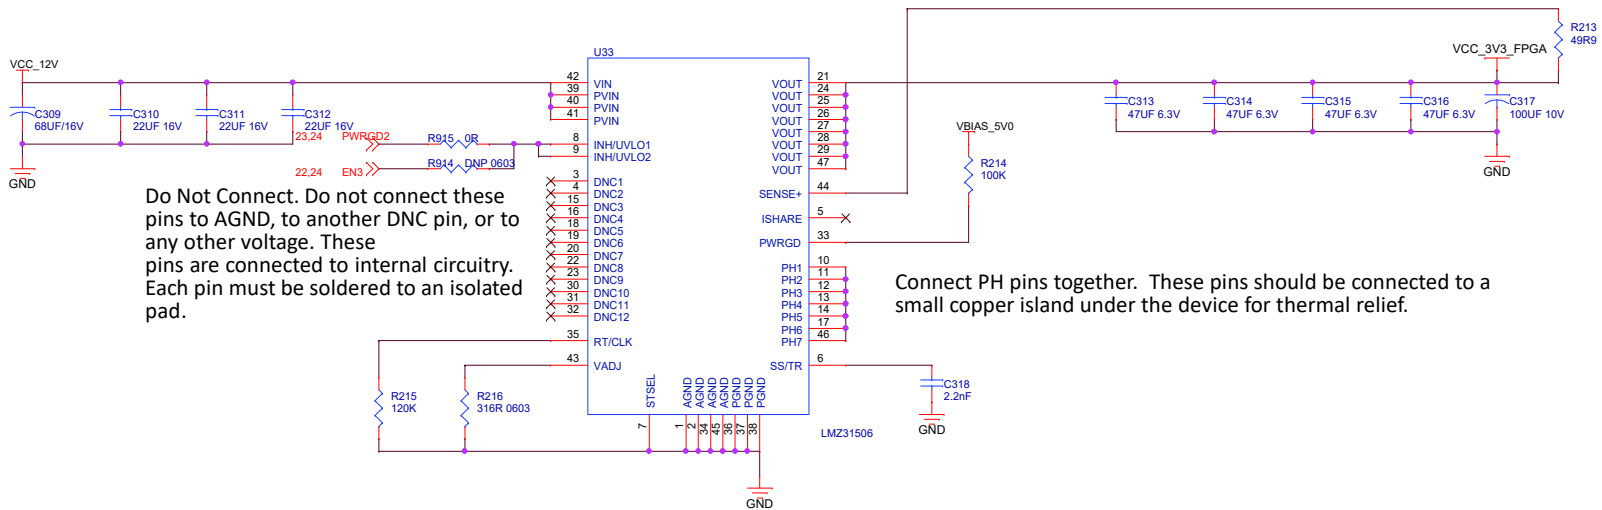 VCC_12V
C309
68UF/16V
GND
C310
22UF 16V
C311
22UF 16V
C312
22UF 16V
23,24 PWRGD2
R915 0R
22,24 EN3
R914 DNP 0603
Do Not Connect. Do not connect these
pins to AGND, to another DNC pin, or to
any other voltage. These
pins are connected to internal circuitry.
Each pin must be soldered to an isolated
pad.
U33
42 VIN
39 PVIN
40 PVIN
41 PVIN
8 INH/UVLO1
9 INH/UVLO2
3 DNC1
4 DNC2
15 DNC3
16 DNC4
18 DNC5
19 DNC6
20 DNC7
22 DNC8
23 DNC9
30 DNC10
31 DNC11
32 DNC12
35 RT/CLK
43 VADJ
R215
120K
R216
316R 0603
STSEL 7
AGND 1
AGND 2
AGND 34
AGND 45
PGND 36
PGND 37
PGND 38
GND
VOUT 21
VOUT 24
VOUT 25
VOUT 26
VOUT 27
VOUT 28
VOUT 29
VOUT 47
SENSE+ 44
ISHARE 5
PWRGD 33
PH1 10
PH2 11
PH3 12
PH4 13
PH5 14
PH6 17
PH7 46
SS/TR 6
LMZ31506
C318
2.2nF
GND
VBIAS_5V0
R214
100K
Connect PH pins together. These pins should be connected to a
small copper island under the device for thermal relief.
C313
47UF 6.3V
C314
47UF 6.3V
C315
47UF 6.3V
C316
47UF 6.3V
C317
100UF 10V
GND
VCC_3V3_FPGA
R213
49R9